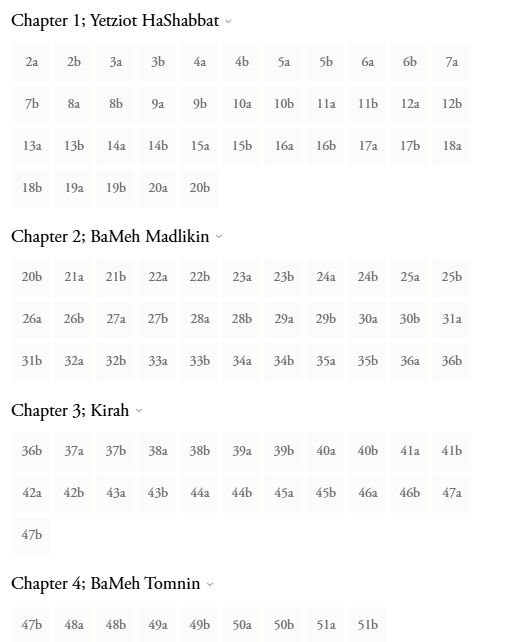 Chapter 1; Yetziot HaShabbat
2a 2b 3a 3b 4a 4b 5a 5b 6a 6b 7a
7b 8a 8b 9a 9b 10a 10b 11a 11b 12a 12b
13a 13b 14a 14b 15a 15b 16a 16b 17a 17b 18a
18b 19a 19b 20a 20b
Chapter 2; BaMeh Madlikin
20b 21a 21b 22a 22b 23a 23b 24a 24b 25a 25b
26a 26b 27a 27b 28a 28b 29a 29b 30a 30b 31a
31b 32a 32b 33a 33b 34a 34b 35a 35b 36a 36b
Chapter 3; Kirah
36b 37a 37b 38a 38b 39a 39b 40a 40b 41a 41b
42a 42b 43a 43b 44a 44b 45a 45b 46a 46b 47a
47b
Chapter 4; BaMeh Tomnin
47b 48a 48b 49a 49b 50a 50b 51a 51b